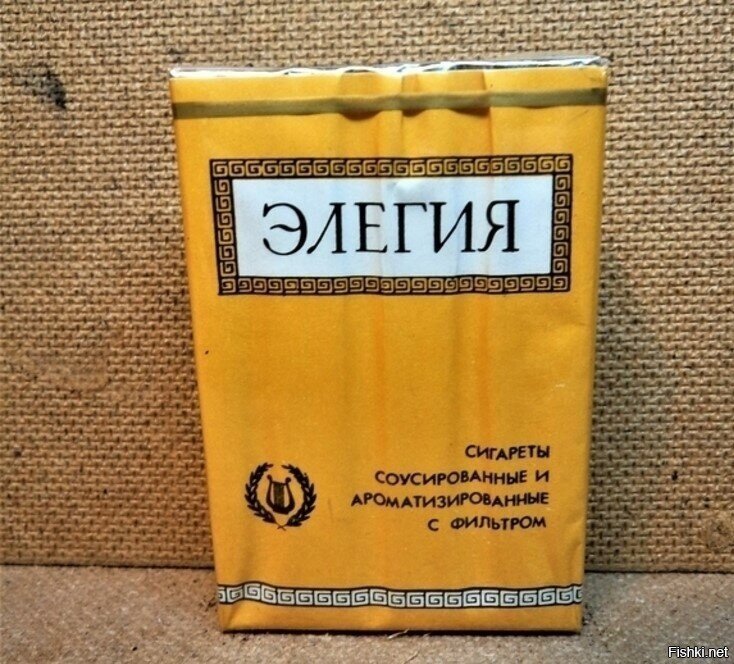 ЭЛЕГИЯ
СИГАРЕТЫ
СОУСИРОВАННЫЕ И
АРОМАТИЗИРОВАННЫЕ
С ФИЛЬТРОМ
Fishki.net